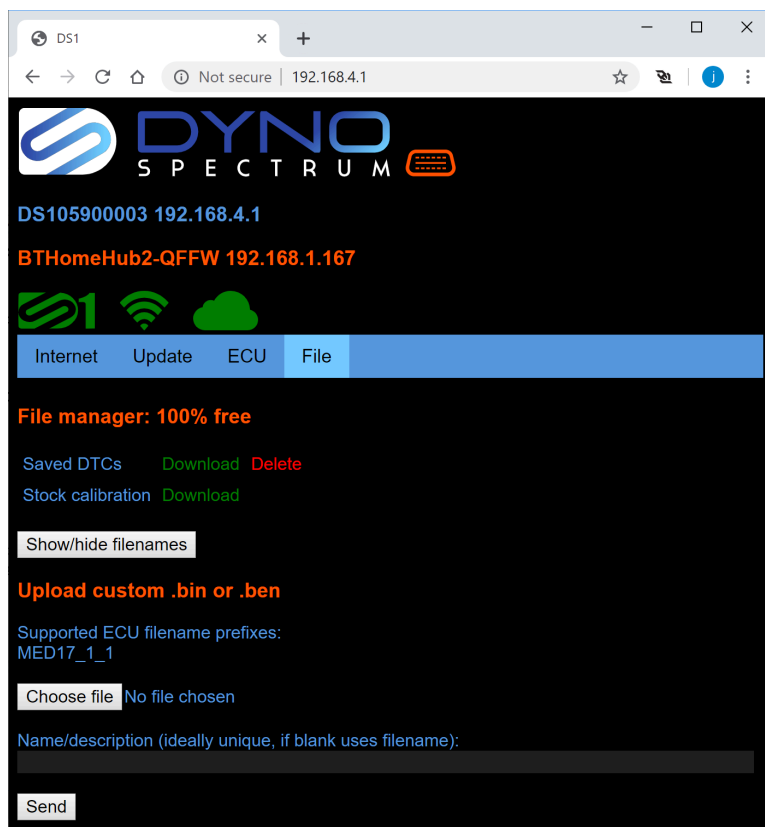 DS1
Not secure | 192.168.4.1
j
DYNO
SPECTRUM
DS105900003 192.168.4.1
BTHomeHub2-QFFW 192.168.1.167
S1
Internet Update ECU File
File manager: 100% free
Saved DTCs Download Delete
Stock calibration Download
Show/hide filenames
Upload custom .bin or .ben
Supported ECU filename prefixes:
MED17_1_1
Choose file No file chosen
Name/description (ideally unique, if blank uses filename):
Send